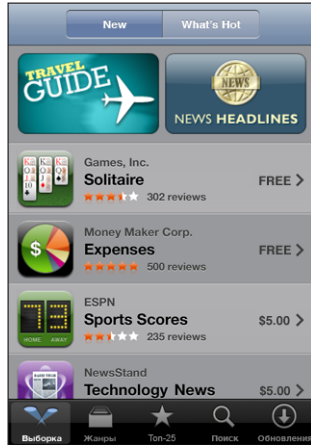 New What's Hot
TRAVEL
GUIDE
NEWS
NEWS HEADLINES
Games, Inc.
Solitaire
302 reviews
FREE
Money Maker Corp.
Expenses
500 reviews
FREE
ESPN
Sports Scores
235 reviews
$5.00
HOME AWAY
NewsStand
Technology News
$5.00
Выборка Жанры Топ-25 Поиск Обновления